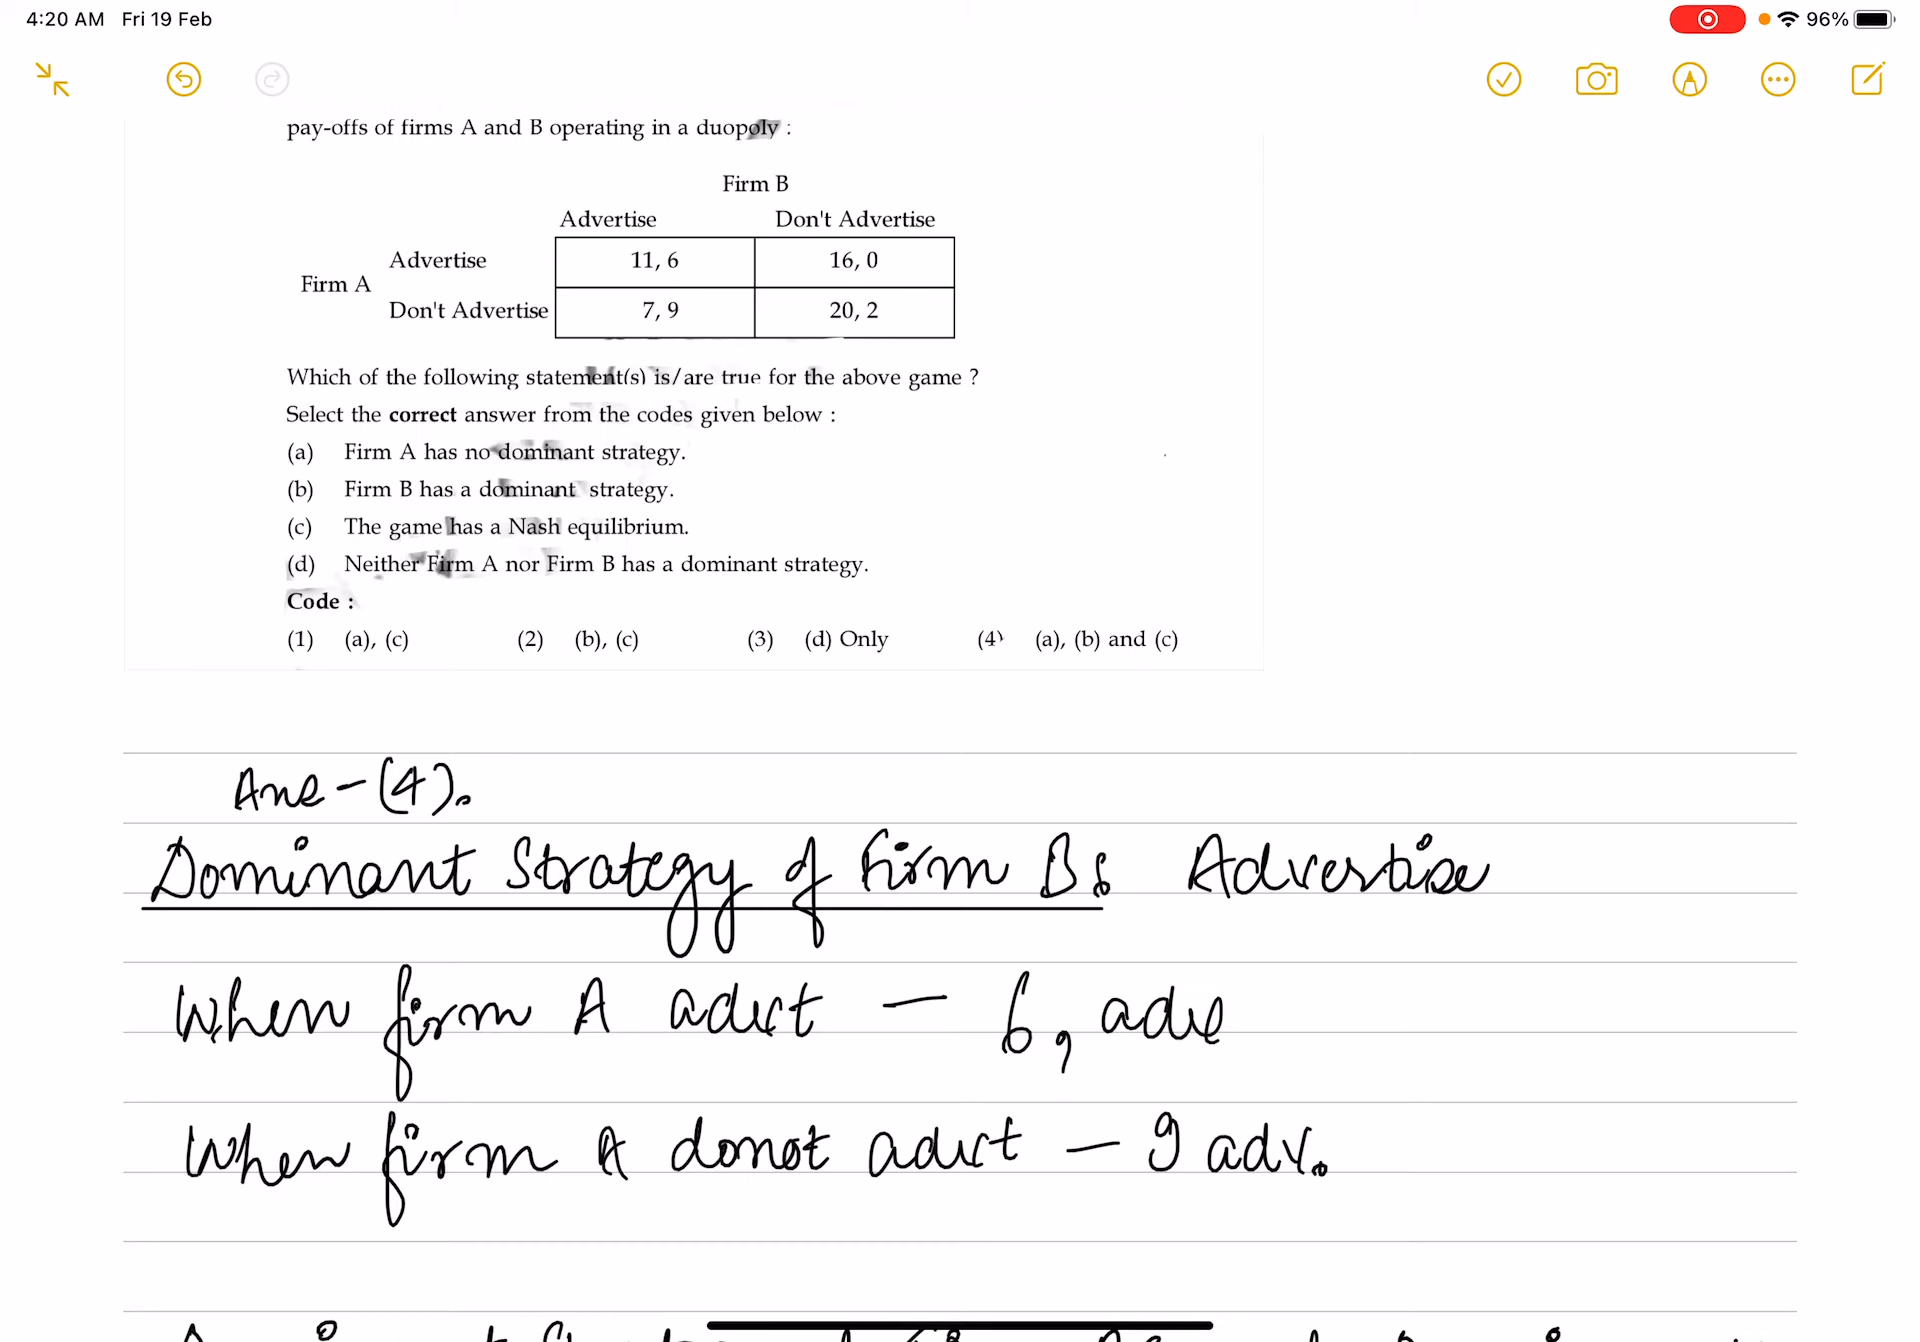 4:20 AM Fri 19 Feb 96%
pay-offs of firms A and B operating in a duopoly :
Firm B
Advertise Don't Advertise
Advertise 11, 6 16, 0
Firm A
Don't Advertise 7, 9 20, 2
Which of the following statement(s) is/are true for the above game ?
Select the correct answer from the codes given below :
(a) Firm A has no dominant strategy.
(b) Firm B has a dominant strategy.
(c) The game has a Nash equilibrium.
(d) Neither Firm A nor Firm B has a dominant strategy.
Code :
(1) (a), (c) (2) (b), (c) (3) (d) Only (4) (a), (b) and (c)
Ans - (4).
Dominant Strategy of firm B: Advertise
When firm A advt - 6, adv
When firm A donot advt - 9 adv.